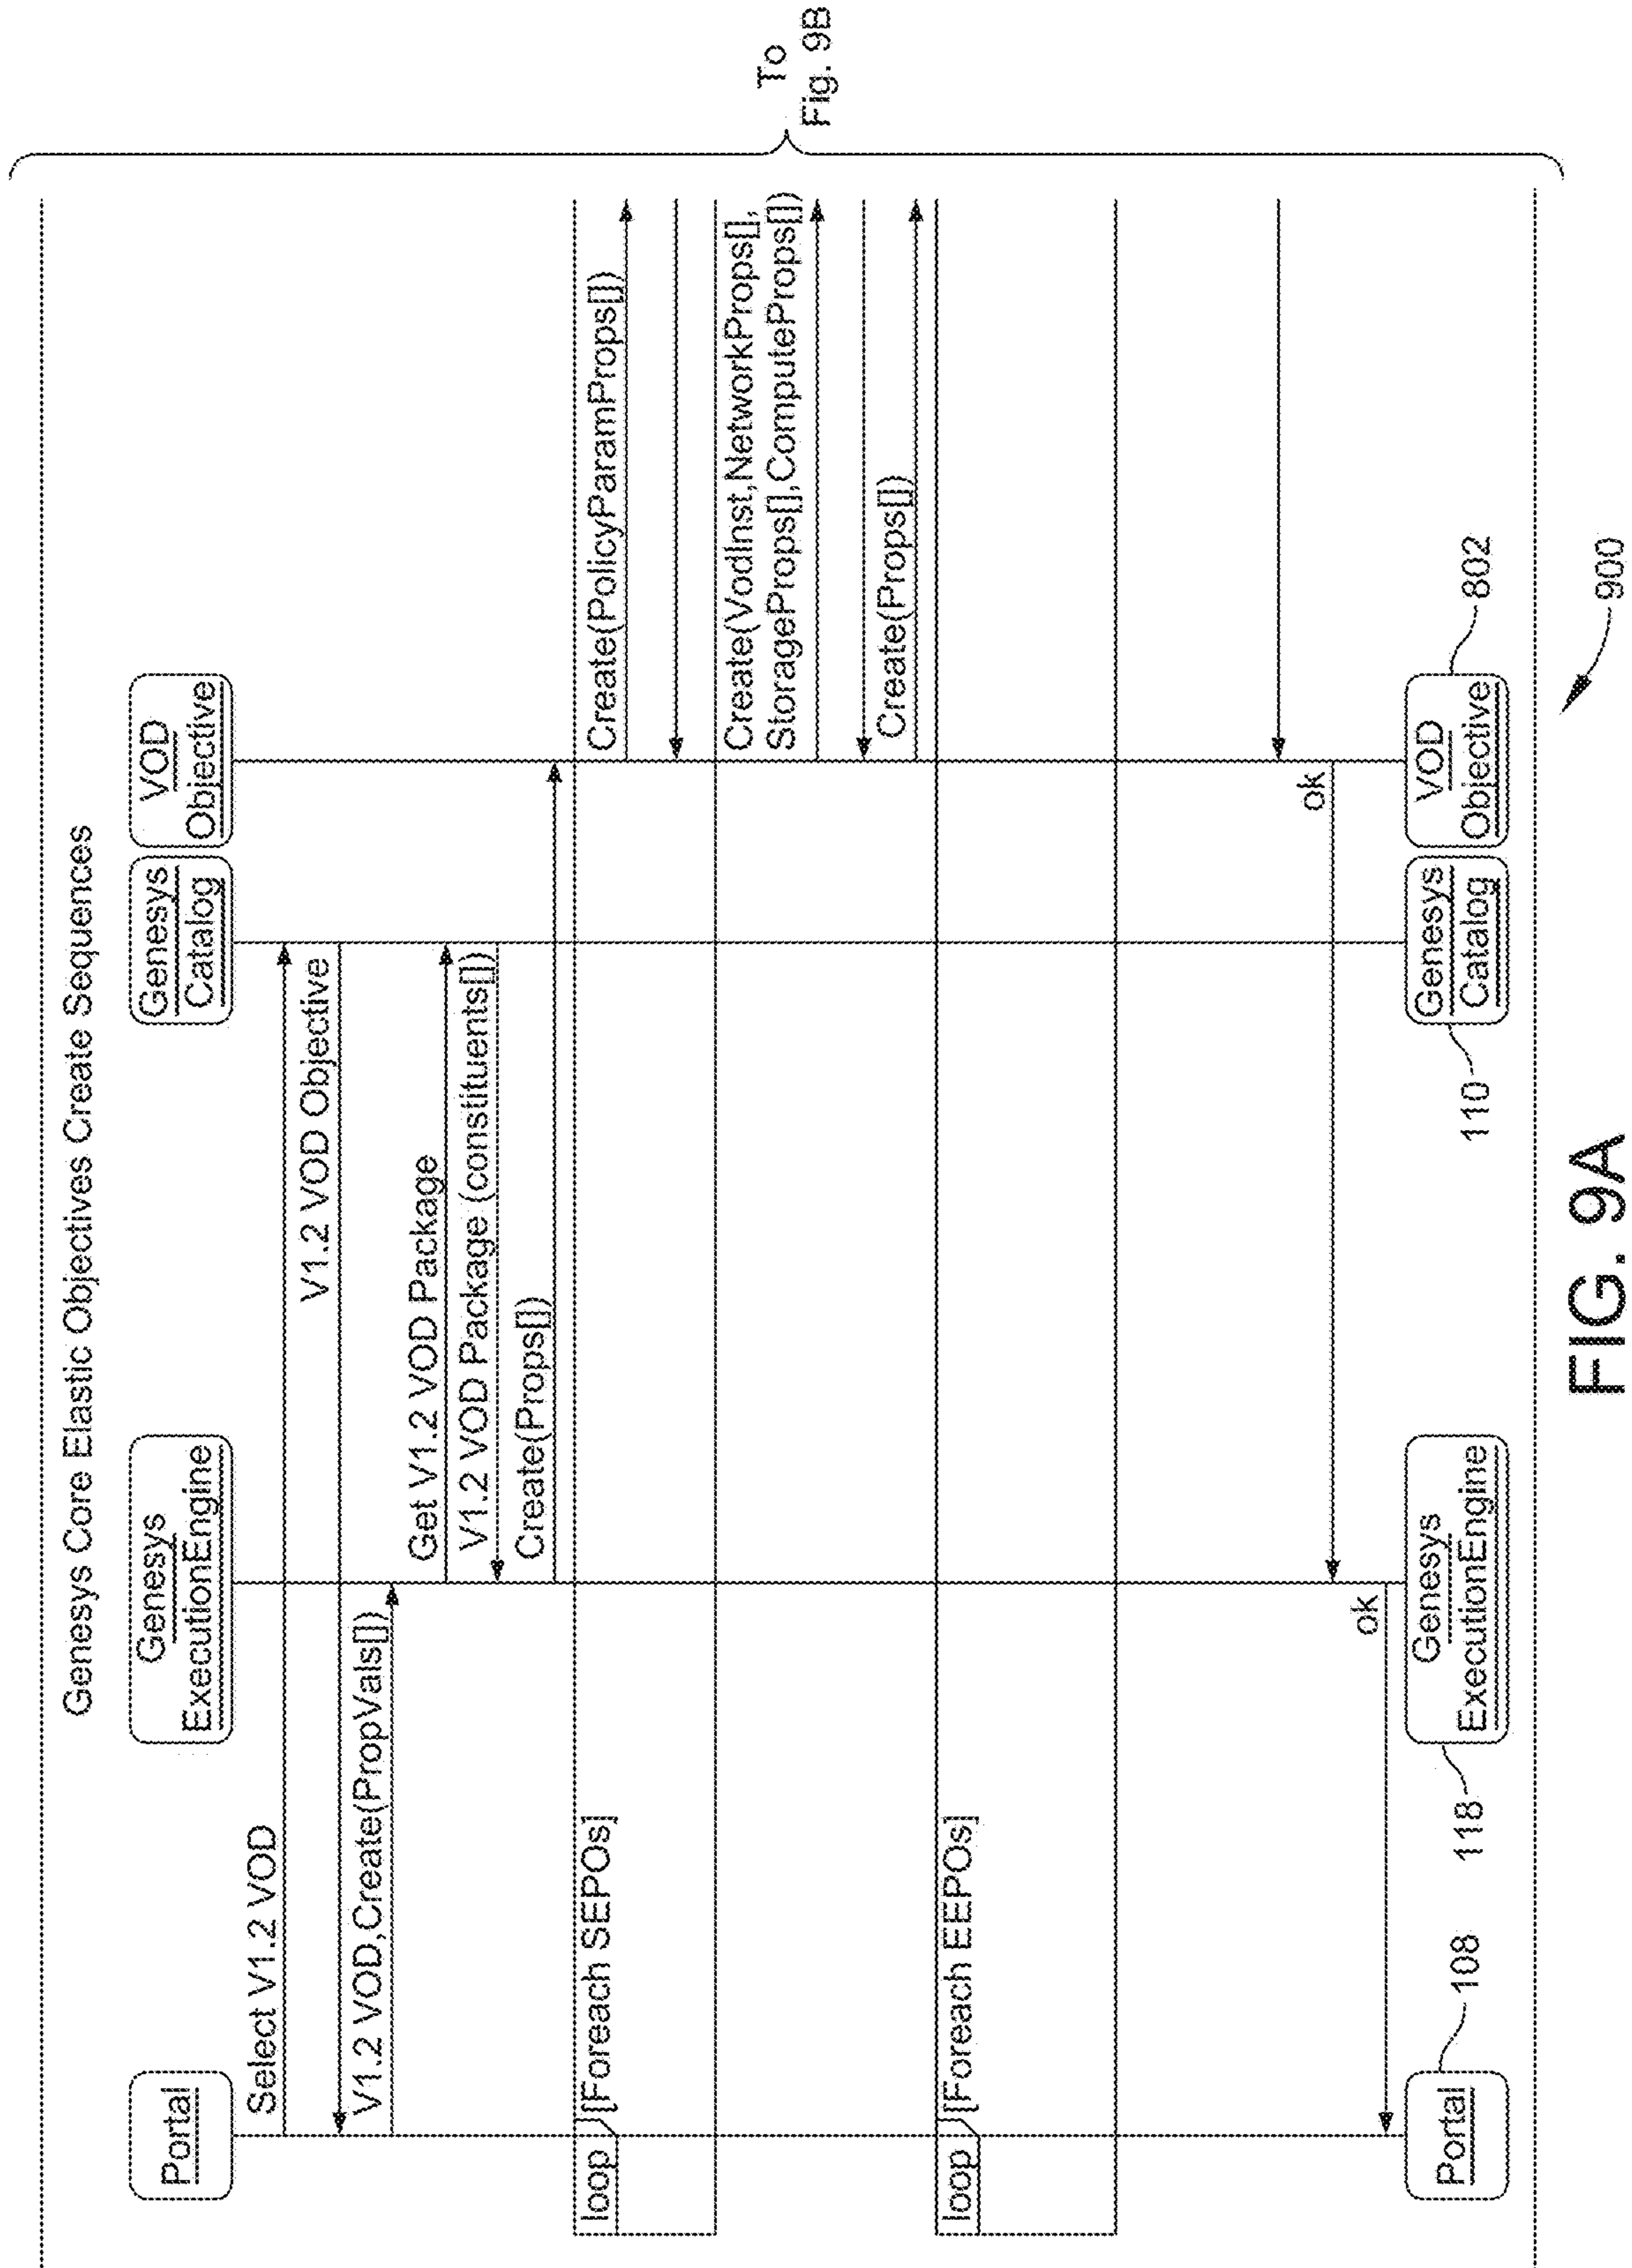 Genesys Core Elastic Objectives Create Sequences
Portal
Genesys
ExecutionEngine
Genesys
Catalog
VOD
Objective
Select V1.2 VOD
V1.2 VOD Objective
V1.2 VOD,Create(PropVals[])
Get V1.2 VOD Package
V1.2 VOD Package (constituents[])
Create(Props[])
loop
[Foreach SEPOs]
Create(PolicyParamProps[])
Create(VodInst,NetworkProps[],
StorageProps[],ComputeProps[])
Create(Props[])
loop
[Foreach EEPOs]
ok
ok
Portal
108
Genesys
ExecutionEngine
118
Genesys
Catalog
110
VOD
Objective
802
To
Fig. 9B
900
FIG. 9A